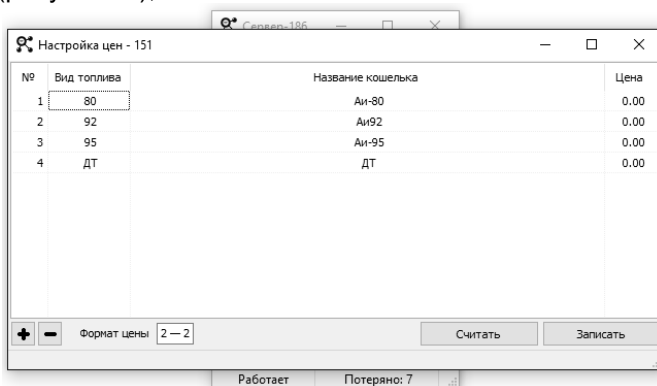 Сервер-186
Настройка цен - 151
№ Вид топлива Название кошелька Цена
1 80 Аи-80 0.00
2 92 Аи92 0.00
3 95 Аи-95 0.00
4 ДТ ДТ 0.00
Формат цены 2 — 2 Считать Записать
Работает Потеряно: 7